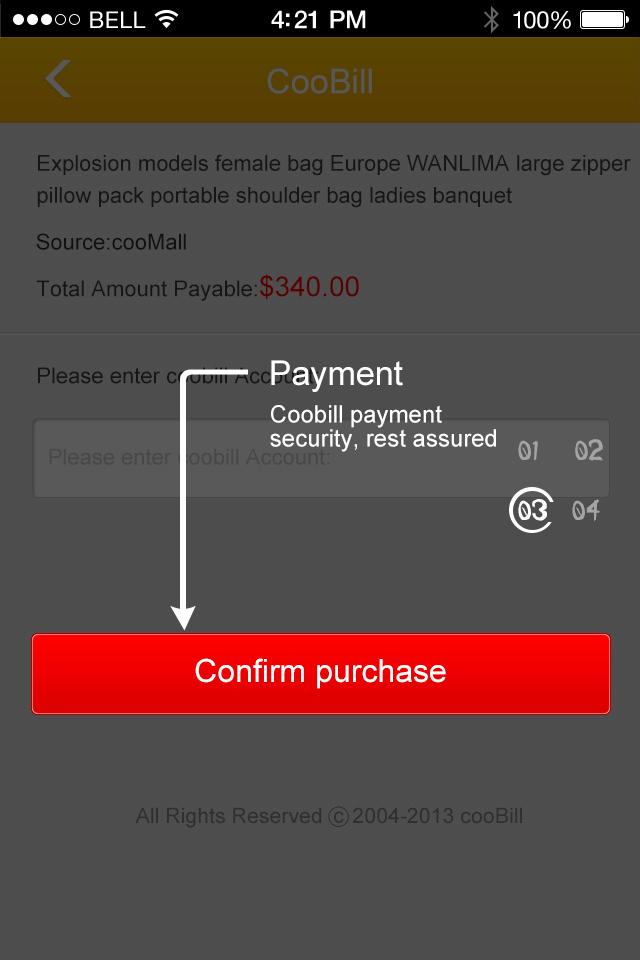 BELL 4:21 PM 100%
CooBill
Explosion models female bag Europe WANLIMA large zipper
pillow pack portable shoulder bag ladies banquet
Source:cooMall
Total Amount Payable:$340.00
Please enter coobill Account:
Payment
Coobill payment
security, rest assured
Please enter coobill Account:
01 02
03 04
Confirm purchase
All Rights Reserved ©2004-2013 cooBill